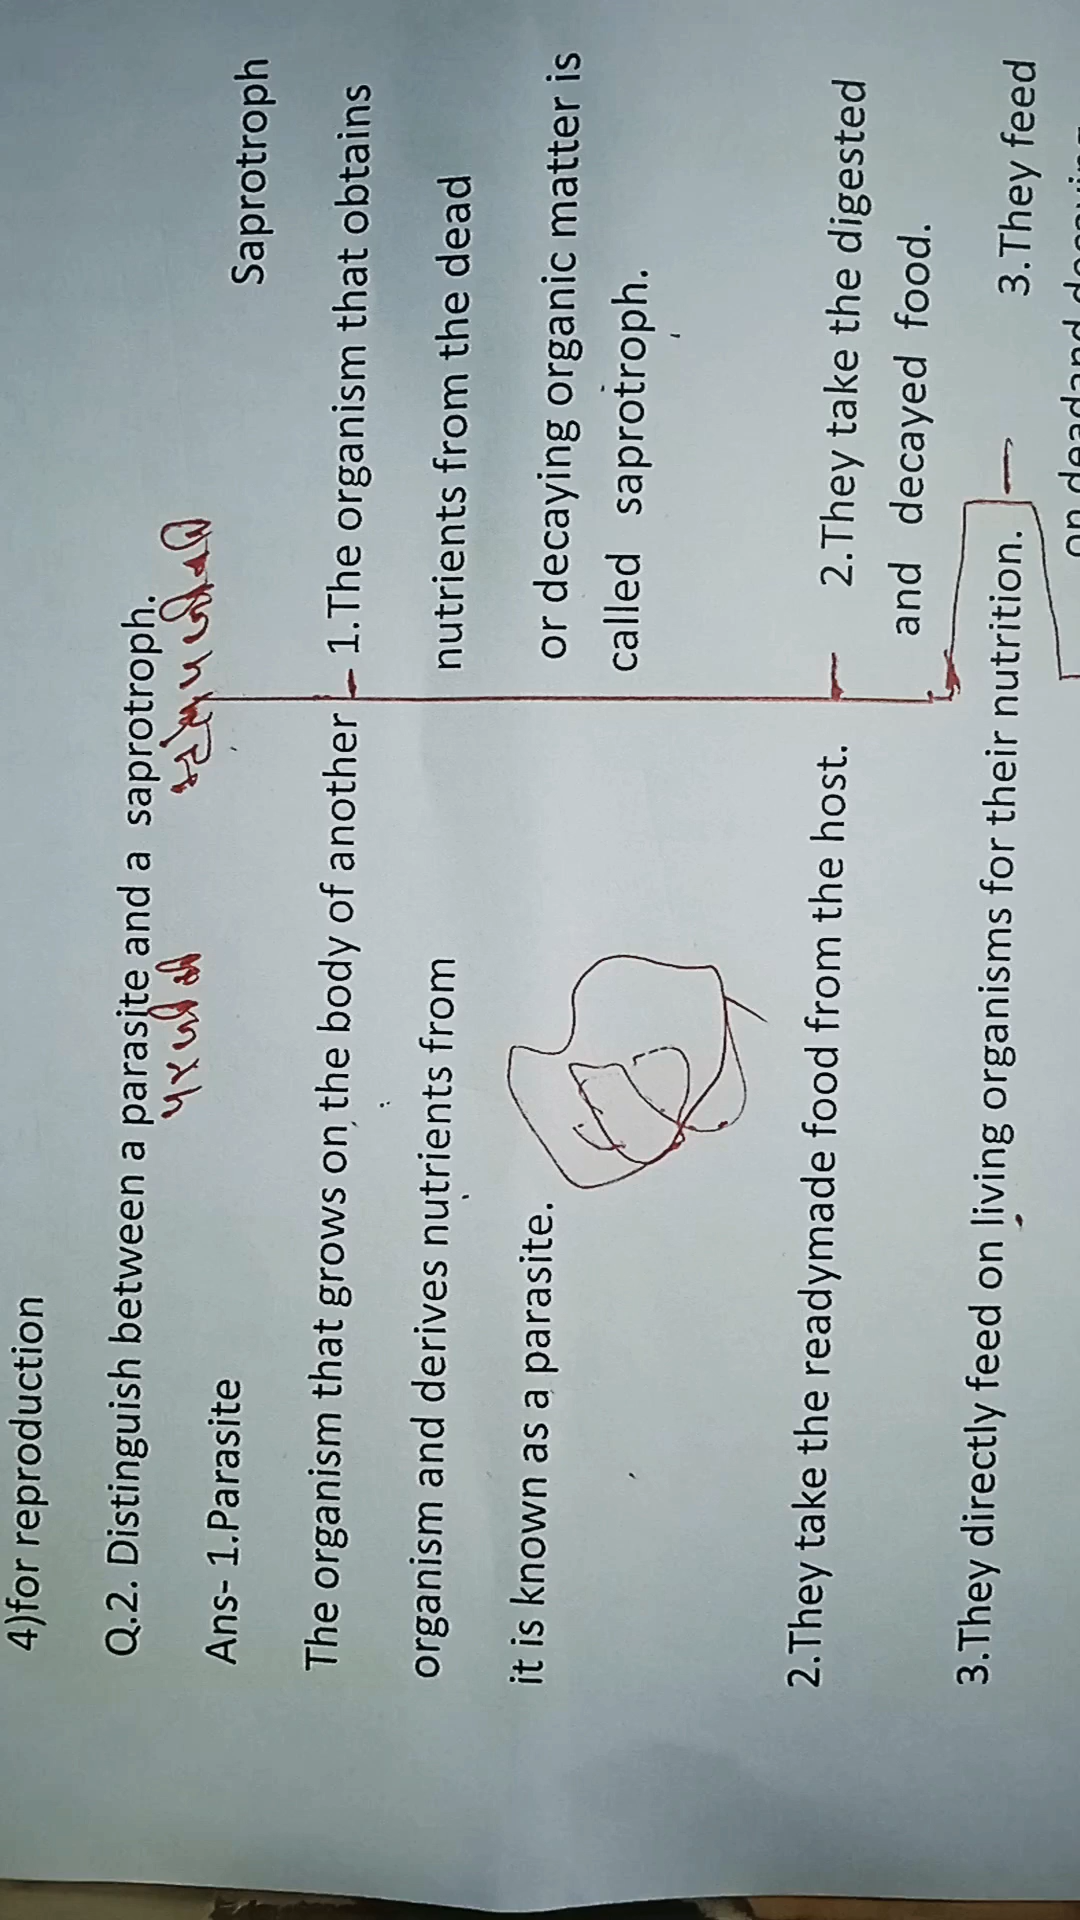 4)for reproduction
Q.2. Distinguish between a parasite and a saprotroph.
Ans- 1.Parasite Saprotroph
The organism that grows on the body of another 1.The organism that obtains
organism and derives nutrients from nutrients from the dead
it is known as a parasite. or decaying organic matter is
called saprotroph.
2.They take the readymade food from the host. 2.They take the digested
and decayed food.
3.They directly feed on living organisms for their nutrition. 3.They feed